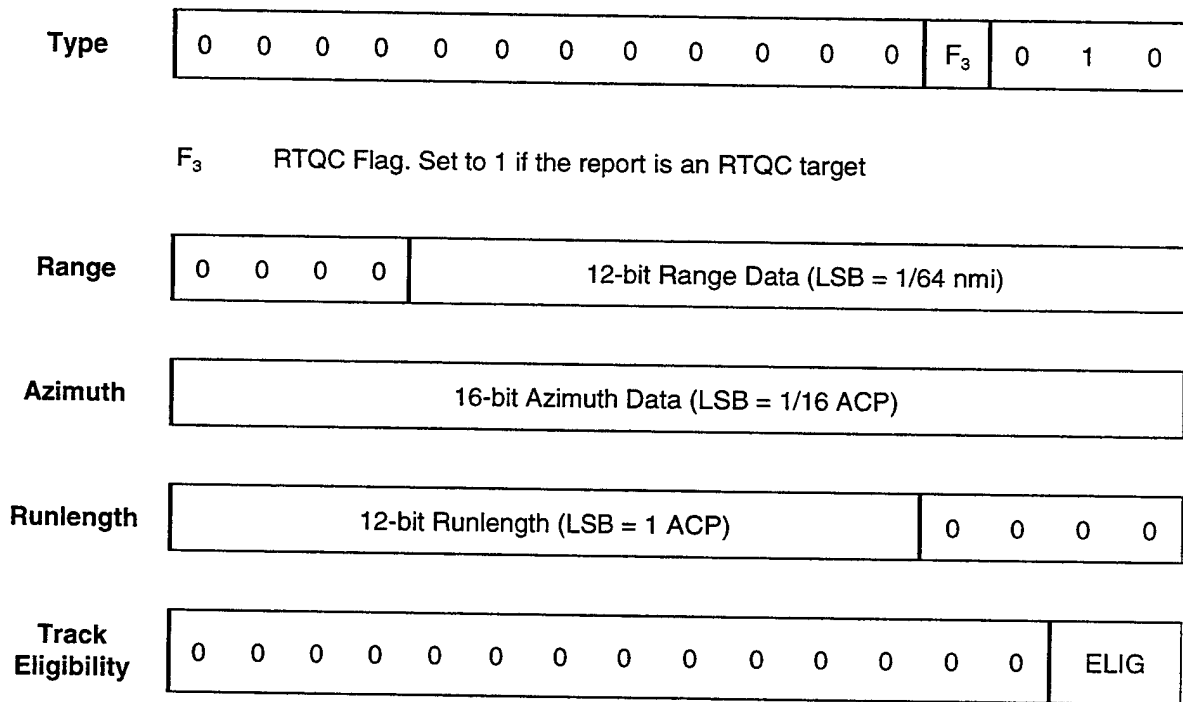 Type 0 0 0 0 0 0 0 0 0 0 0 0 F₃ 0 1 0
F₃ RTQC Flag. Set to 1 if the report is an RTQC target
Range 0 0 0 0 12-bit Range Data (LSB = 1/64 nmi)
Azimuth 16-bit Azimuth Data (LSB = 1/16 ACP)
Runlength 12-bit Runlength (LSB = 1 ACP) 0 0 0 0
Track
Eligibility 0 0 0 0 0 0 0 0 0 0 0 0 0 0 ELIG